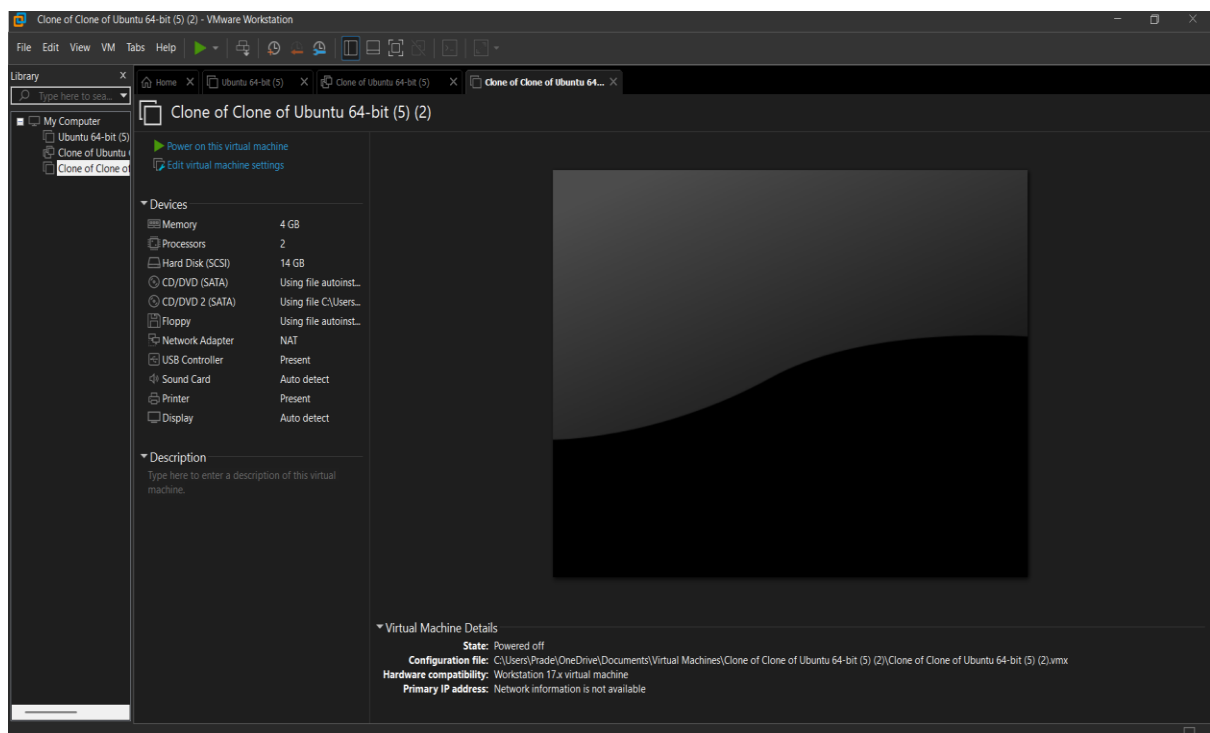 Clone of Clone of Ubuntu 64-bit (5) (2) - VMware Workstation
File Edit View VM Tabs Help
Library X
Type here to sea...
My Computer
Ubuntu 64-bit (5)
Clone of Ubuntu
Clone of Clone of
Home X Ubuntu 64-bit (5) X Clone of Ubuntu 64-bit (5) X Clone of Clone of Ubuntu 64... X
Clone of Clone of Ubuntu 64-bit (5) (2)
Power on this virtual machine
Edit virtual machine settings
Devices
Memory 4 GB
Processors 2
Hard Disk (SCSI) 14 GB
CD/DVD (SATA) Using file autoinst...
CD/DVD 2 (SATA) Using file C:\Users...
Floppy Using file autoinst...
Network Adapter NAT
USB Controller Present
Sound Card Auto detect
Printer Present
Display Auto detect
Description
Type here to enter a description of this virtual
machine.
Virtual Machine Details
State: Powered off
Configuration file: C:\Users\Prade\OneDrive\Documents\Virtual Machines\Clone of Clone of Ubuntu 64-bit (5) (2)\Clone of Clone of Ubuntu 64-bit (5) (2).vmx
Hardware compatibility: Workstation 17.x virtual machine
Primary IP address: Network information is not available